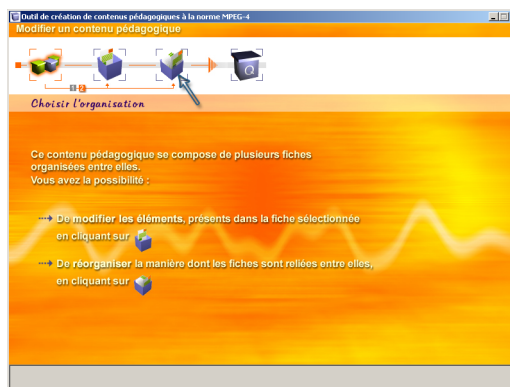 Outil de création de contenus pédagogiques à la norme MPEG-4
Modifier un contenu pédagogique
1 2
Q
Choisir l'organisation
Ce contenu pédagogique se compose de plusieurs fiches
organisées entre elles.
Vous avez la possibilité :
De modifier les éléments, présents dans la fiche sélectionnée
en cliquant sur
De réorganiser la manière dont les fiches sont reliées entre elles,
en cliquant sur